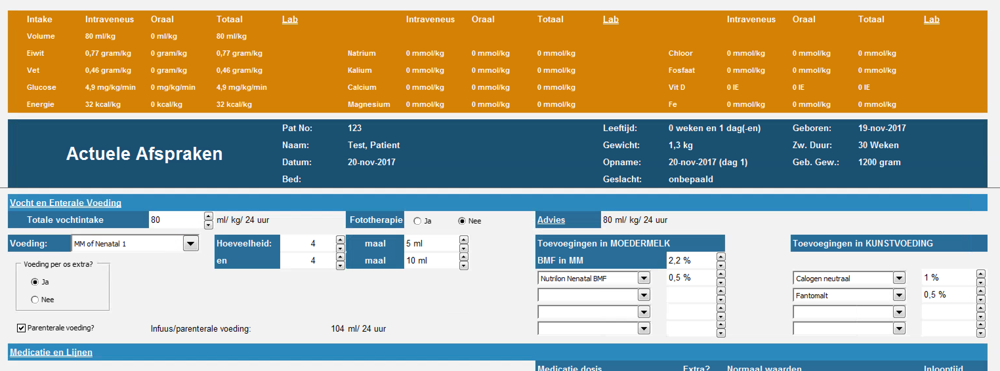 Intake Intraveneus Oraal Totaal Lab Intraveneus Oraal Totaal Lab Intraveneus Oraal Totaal Lab
Volume 80 ml/kg 0 ml/kg 80 ml/kg
Eiwit 0,77 gram/kg 0 gram/kg 0,77 gram/kg Natrium 0 mmol/kg 0 mmol/kg 0 mmol/kg Chloor 0 mmol/kg 0 mmol/kg 0 mmol/kg
Vet 0,46 gram/kg 0 gram/kg 0,46 gram/kg Kalium 0 mmol/kg 0 mmol/kg 0 mmol/kg Fosfaat 0 mmol/kg 0 mmol/kg 0 mmol/kg
Glucose 4,9 mg/kg/min 0 mg/kg/min 4,9 mg/kg/min Calcium 0 mmol/kg 0 mmol/kg 0 mmol/kg Vit D 0 IE 0 IE 0 IE
Energie 32 kcal/kg 0 kcal/kg 32 kcal/kg Magnesium 0 mmol/kg 0 mmol/kg 0 mmol/kg Fe 0 mmol/kg 0 mmol/kg 0 mmol/kg
Actuele Afspraken
Pat No: 123 Leeftijd: 0 weken en 1 dag(-en) Geboren: 19-nov-2017
Naam: Test, Patient Gewicht: 1,3 kg Zw. Duur: 30 Weken
Datum: 20-nov-2017 Opname: 20-nov-2017 (dag 1) Geb. Gew.: 1200 gram
Bed: Geslacht: onbepaald
Vocht en Enterale Voeding
Totale vochtintake 80 ml/ kg/ 24 uur Fototherapie Ja Nee Advies 80 ml/ kg/ 24 uur
Voeding: MM of Nenatal 1 Hoeveelheid: 4 maal 5 ml Toevoegingen in MOEDERMELK Toevoegingen in KUNSTVOEDING
en 4 maal 10 ml BMF in MM 2,2 %
Voeding per os extra?
Ja
Nee
Nutrilon Nenatal BMF 0,5 % Calogen neutraal 1 %
Fantomalt 0,5 %
Parenterale voeding? Infuus/parenterale voeding: 104 ml/ 24 uur
Medicatie en Lijnen
Medicatie dosis Extra? Normaal waarden Inlooptijd